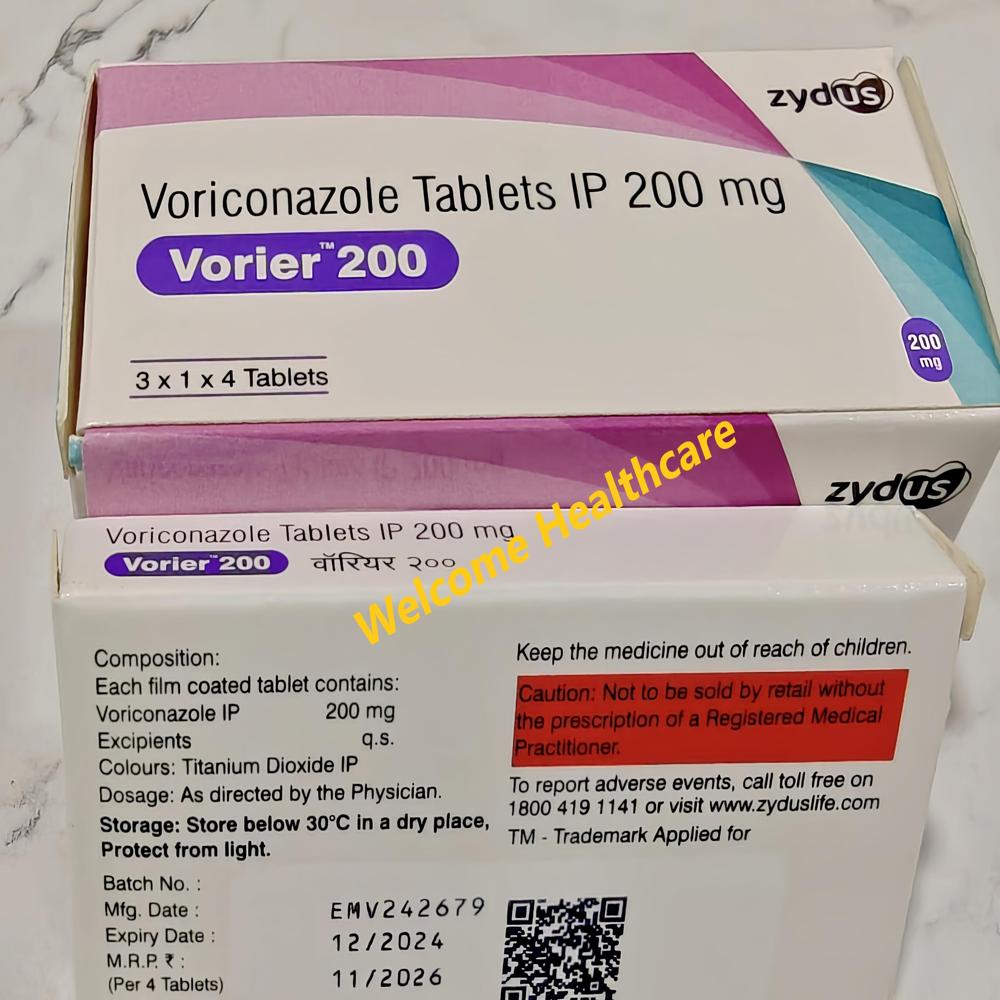 zydus
Voriconazole Tablets IP 200 mg
Vorier™200
200
mg
3 x 1 x 4 Tablets
zydus
Voriconazole Tablets IP 200 mg
Vorier™200 वॉरियर २००
Welcome Healthcare
Composition:
Each film coated tablet contains:
Voriconazole IP 200 mg
Excipients q.s.
Colours: Titanium Dioxide IP
Dosage: As directed by the Physician.
Storage: Store below 30°C in a dry place,
Protect from light.
Batch No. :
Mfg. Date : EMV242679
Expiry Date : 12/2024
M.R.P. ₹ : 11/2026
(Per 4 Tablets)
Keep the medicine out of reach of children.
Caution: Not to be sold by retail without
the prescription of a Registered Medical
Practitioner.
To report adverse events, call toll free on
1800 419 1141 or visit www.zyduslife.com
TM - Trademark Applied for